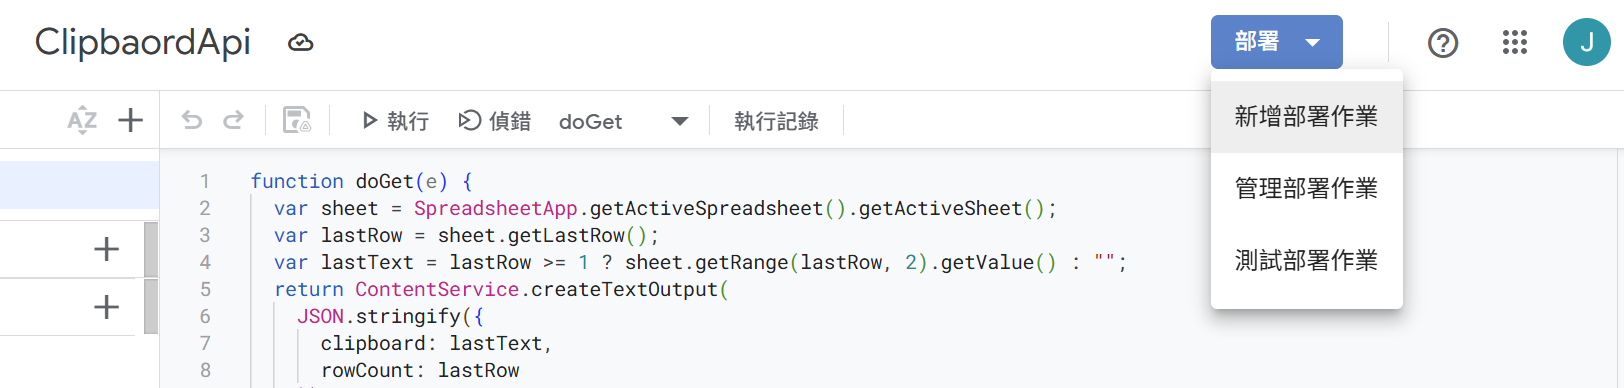 ClipbaordApi
部署
J
新增部署作業
管理部署作業
測試部署作業
AZ
執行 偵錯 doGet 執行記錄
1 function doGet(e) {
2 var sheet = SpreadsheetApp.getActiveSpreadsheet().getActiveSheet();
3 var lastRow = sheet.getLastRow();
4 var lastText = lastRow >= 1 ? sheet.getRange(lastRow, 2).getValue() : "";
5 return ContentService.createTextOutput(
6 JSON.stringify({
7 clipboard: lastText,
8 rowCount: lastRow